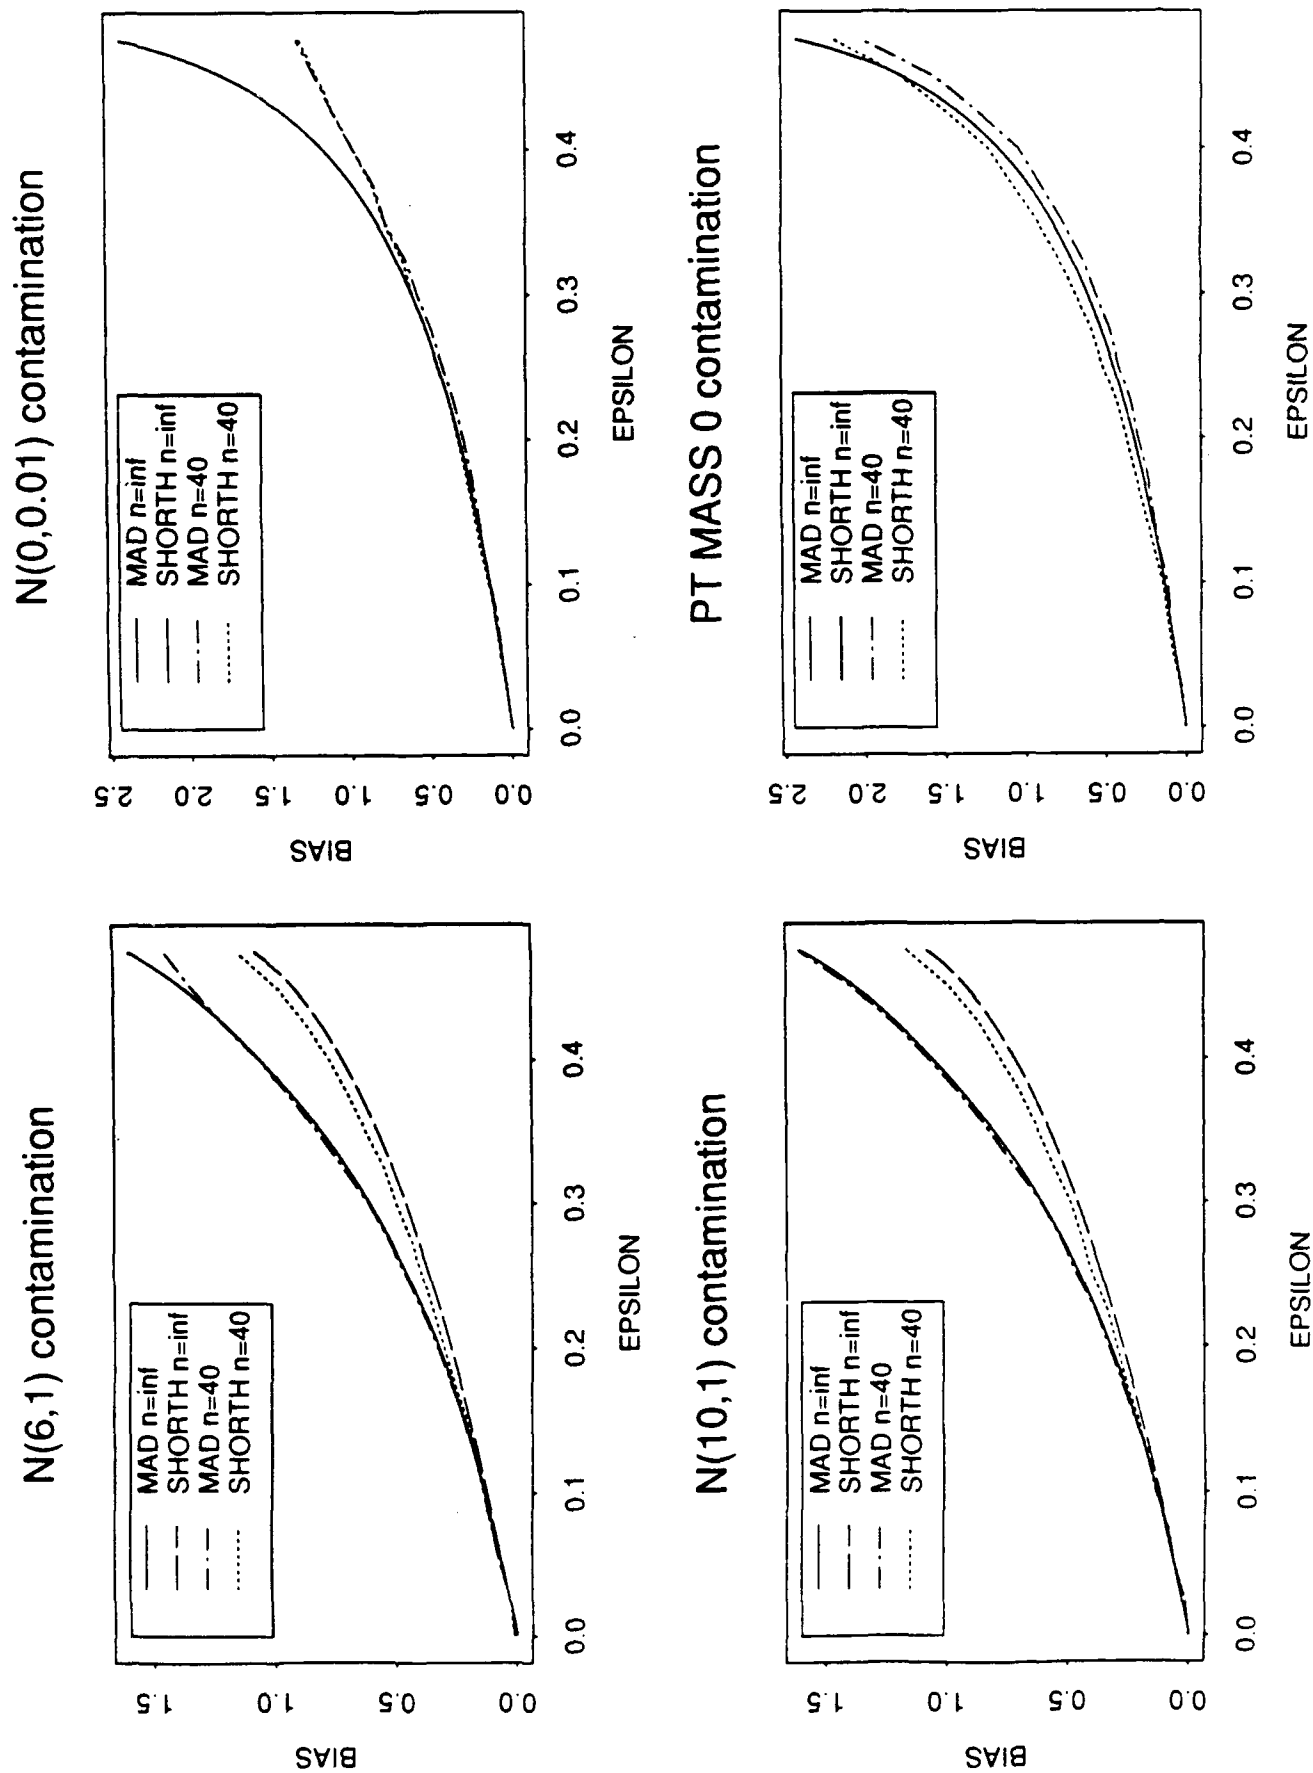 N(6,1) contamination
BIAS
1.5
1.0
0.5
0.0
MAD n=inf
SHORTH n=inf
MAD n=40
SHORTH n=40
0.0 0.1 0.2 0.3 0.4
EPSILON
N(0,0.01) contamination
BIAS
2.5
2.0
1.5
1.0
0.5
0.0
MAD n=inf
SHORTH n=inf
MAD n=40
SHORTH n=40
0.0 0.1 0.2 0.3 0.4
EPSILON
N(10,1) contamination
BIAS
1.5
1.0
0.5
0.0
MAD n=inf
SHORTH n=inf
MAD n=40
SHORTH n=40
0.0 0.1 0.2 0.3 0.4
EPSILON
PT MASS 0 contamination
BIAS
2.5
2.0
1.5
1.0
0.5
0.0
MAD n=inf
SHORTH n=inf
MAD n=40
SHORTH n=40
0.0 0.1 0.2 0.3 0.4
EPSILON